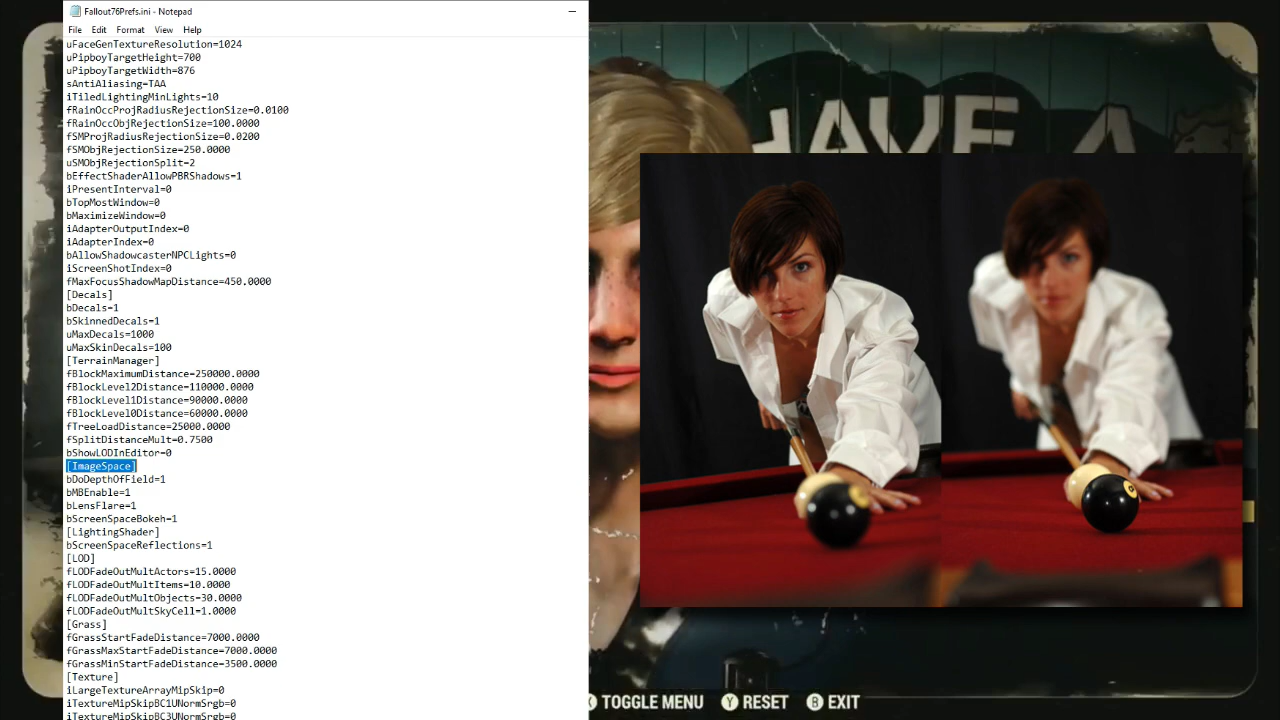 Fallout76Prefs.ini - Notepad
File Edit Format View Help
uFaceGenTextureResolution=1024
uPipboyTargetHeight=700
uPipboyTargetWidth=876
sAntiAliasing=TAA
iTiledLightingMinLights=10
fRainOccProjRadiusRejectionSize=0.0100
fRainOccObjRejectionSize=100.0000
fSMProjRadiusRejectionSize=0.0200
fSMObjRejectionSize=250.0000
uSMObjRejectionSplit=2
bEffectShaderAllowPBRShadows=1
iPresentInterval=0
bTopMostWindow=0
bMaximizeWindow=0
iAdapterOutputIndex=0
iAdapterIndex=0
bAllowShadowcasterNPCLights=0
iScreenShotIndex=0
fMaxFocusShadowMapDistance=450.0000
[Decals]
bDecals=1
bSkinnedDecals=1
uMaxDecals=1000
uMaxSkinDecals=100
[TerrainManager]
fBlockMaximumDistance=250000.0000
fBlockLevel2Distance=110000.0000
fBlockLevel1Distance=90000.0000
fBlockLevel0Distance=60000.0000
fTreeLoadDistance=25000.0000
fSplitDistanceMult=0.7500
bShowLODInEditor=0
[ImageSpace]
bDoDepthOfField=1
bMBEnable=1
bLensFlare=1
bScreenSpaceBokeh=1
[LightingShader]
bScreenSpaceReflections=1
[LOD]
fLODFadeOutMultActors=15.0000
fLODFadeOutMultItems=10.0000
fLODFadeOutMultObjects=30.0000
fLODFadeOutMultSkyCell=1.0000
[Grass]
fGrassStartFadeDistance=7000.0000
fGrassMaxStartFadeDistance=7000.0000
fGrassMinStartFadeDistance=3500.0000
[Texture]
iLargeTextureArrayMipSkip=0
iTextureMipSkipBC1UNormSrgb=0
iTextureMipSkipBC3UNormSrgb=0
HAVE A
X TOGGLE MENU Y RESET B EXIT